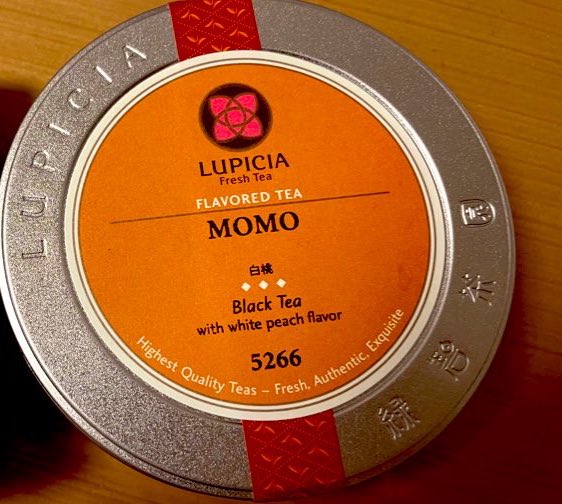 LUPICIA
LUPICIA
Fresh Tea
FLAVORED TEA
MOMO
白桃
Black Tea
with white peach flavor
5266
Highest Quality Teas – Fresh, Authentic, Exquisite
緑碧茶园